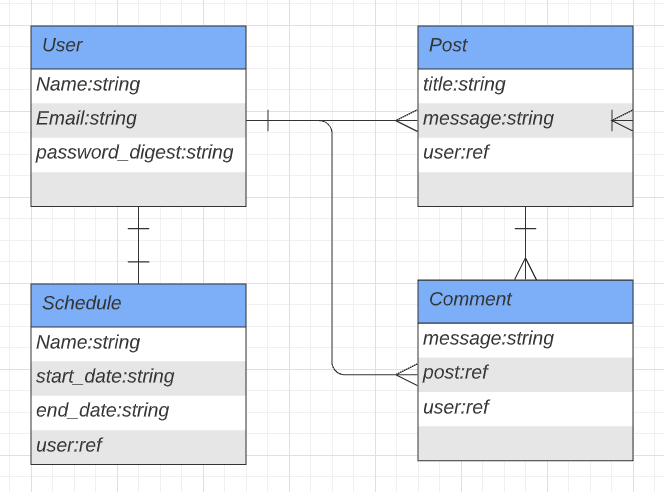 User
Name:string
Email:string
password_digest:string
Post
title:string
message:string
user:ref
Schedule
Name:string
start_date:string
end_date:string
user:ref
Comment
message:string
post:ref
user:ref